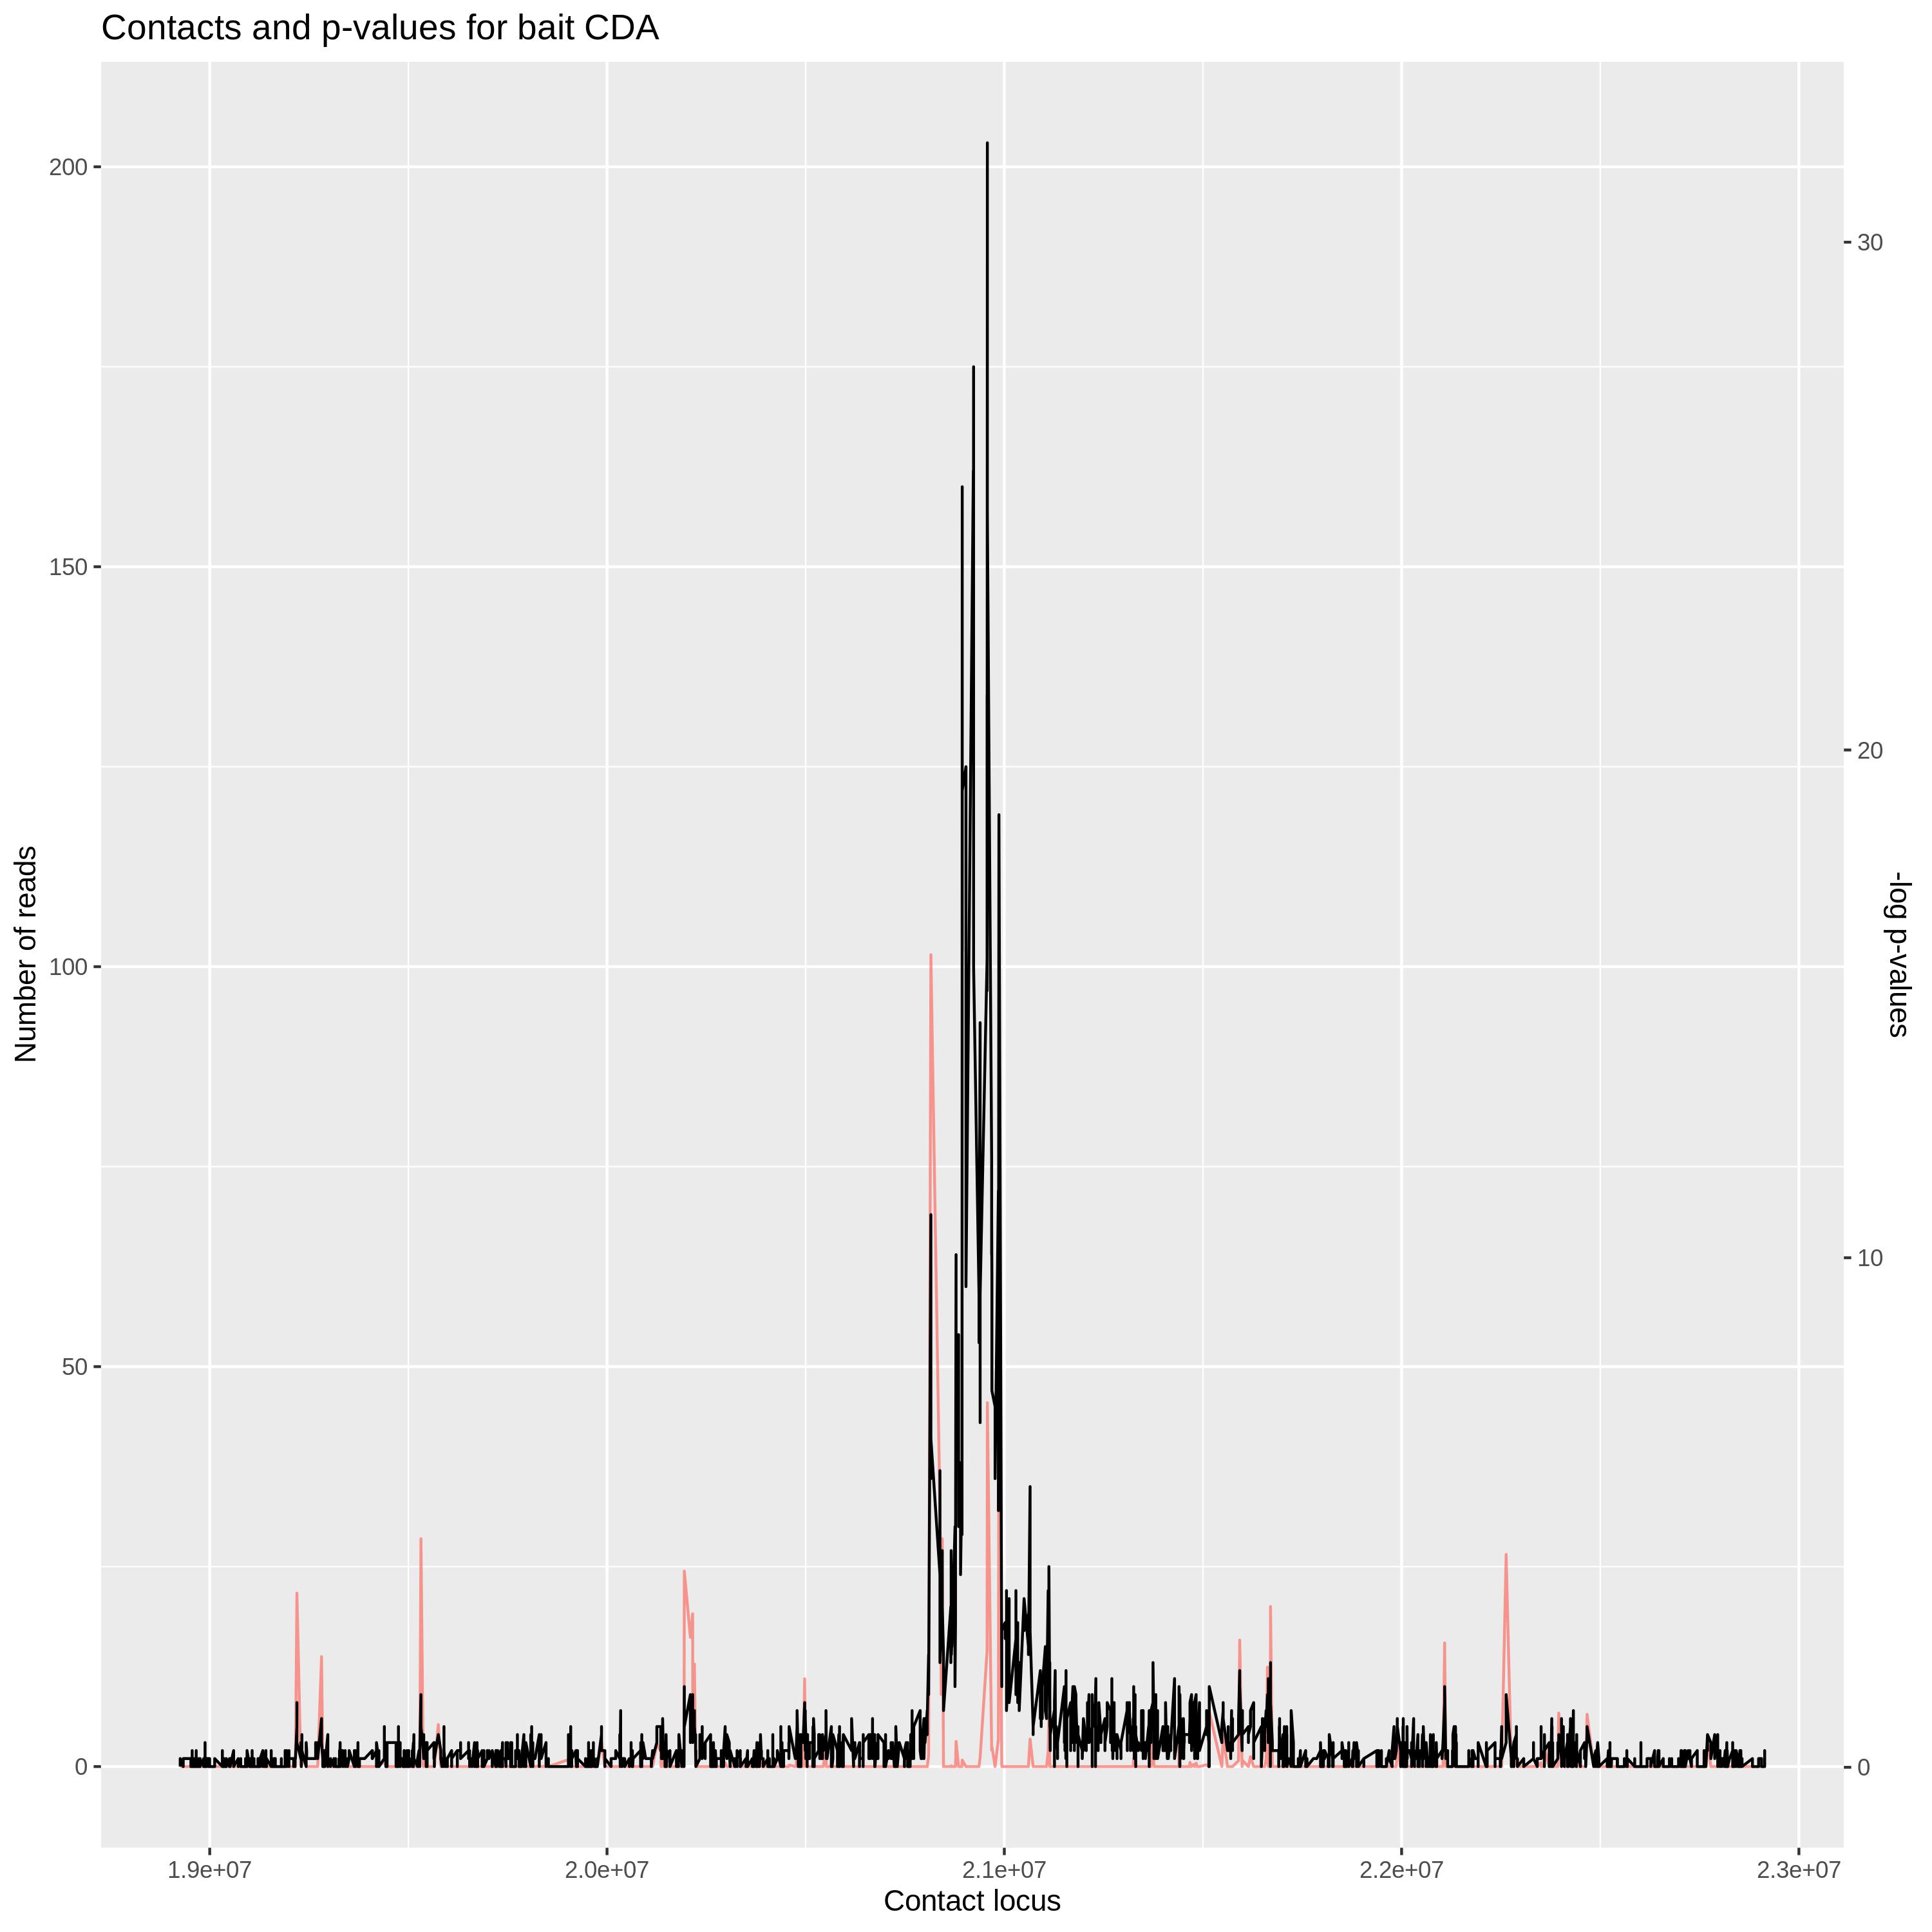 Contacts and p-values for bait CDA
200
150
100
50
0
30
20
10
0
Number of reads
-log p-values
1.9e+07
2.0e+07
2.1e+07
2.2e+07
2.3e+07
Contact locus